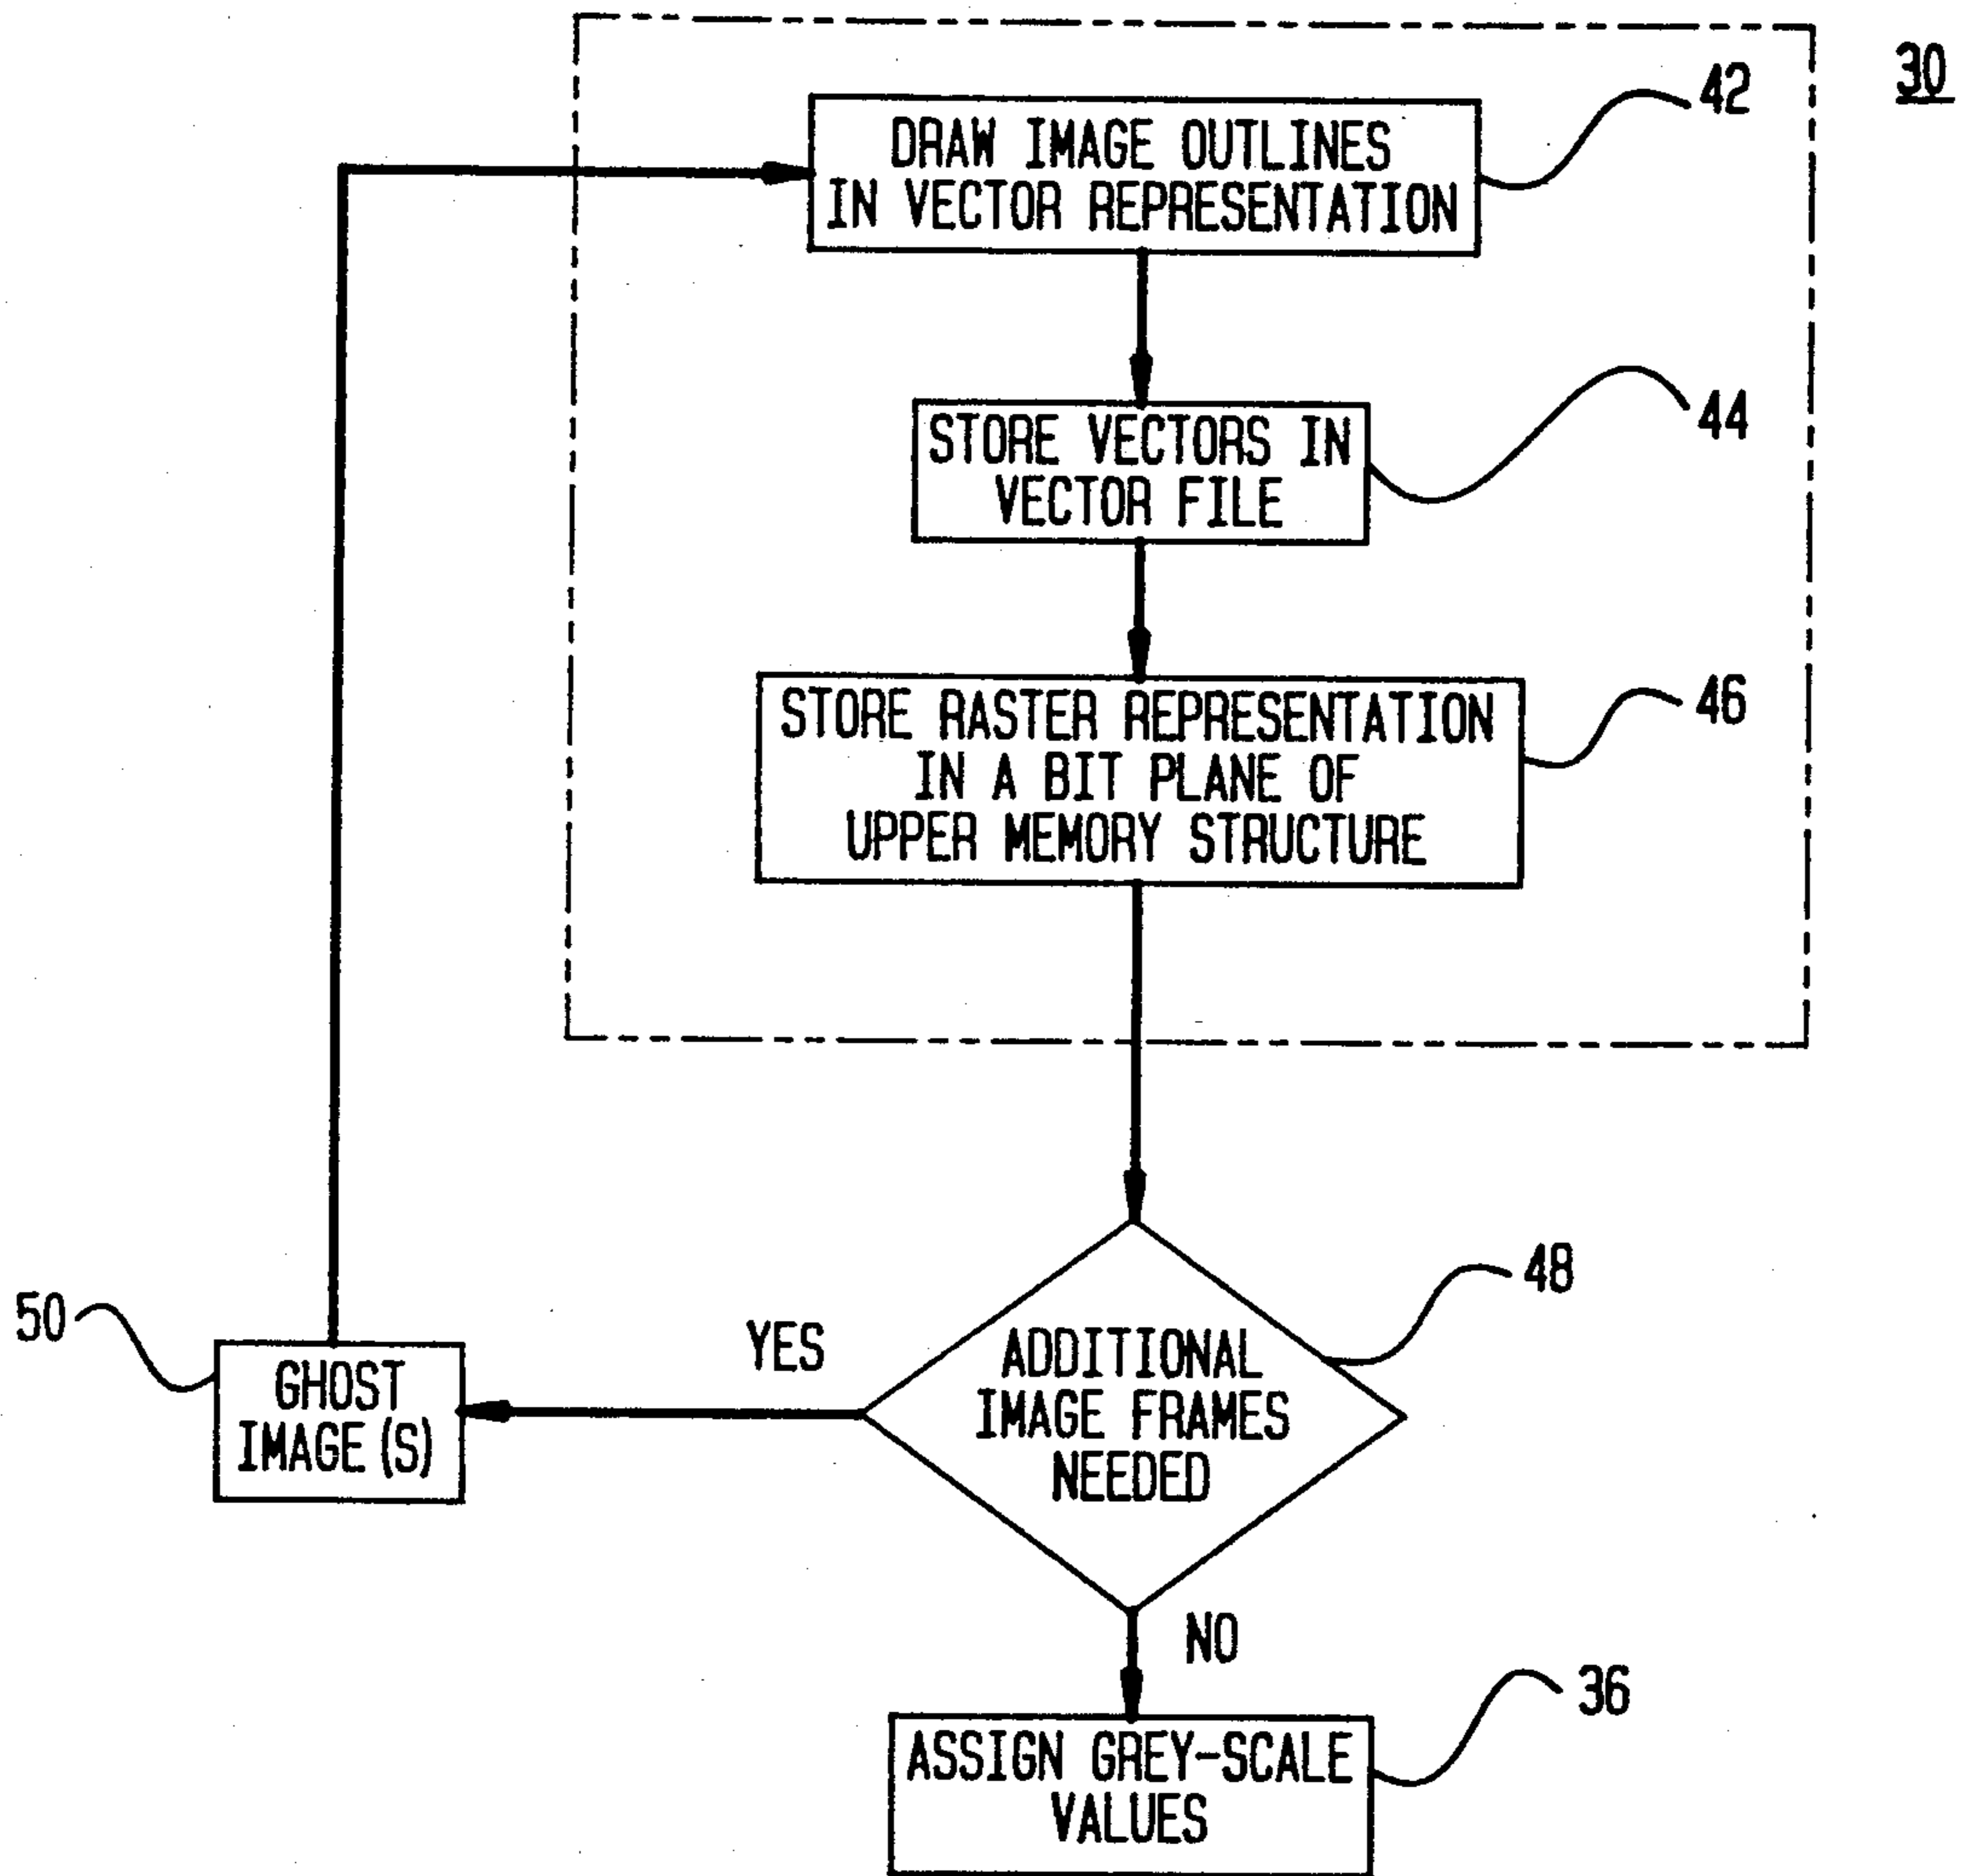 30
42
DRAW IMAGE OUTLINES
IN VECTOR REPRESENTATION
44
STORE VECTORS IN
VECTOR FILE
46
STORE RASTER REPRESENTATION
IN A BIT PLANE OF
UPPER MEMORY STRUCTURE
48
50
YES
ADDITIONAL
IMAGE FRAMES
NEEDED
GHOST
IMAGE(S)
NO
36
ASSIGN GREY-SCALE
VALUES